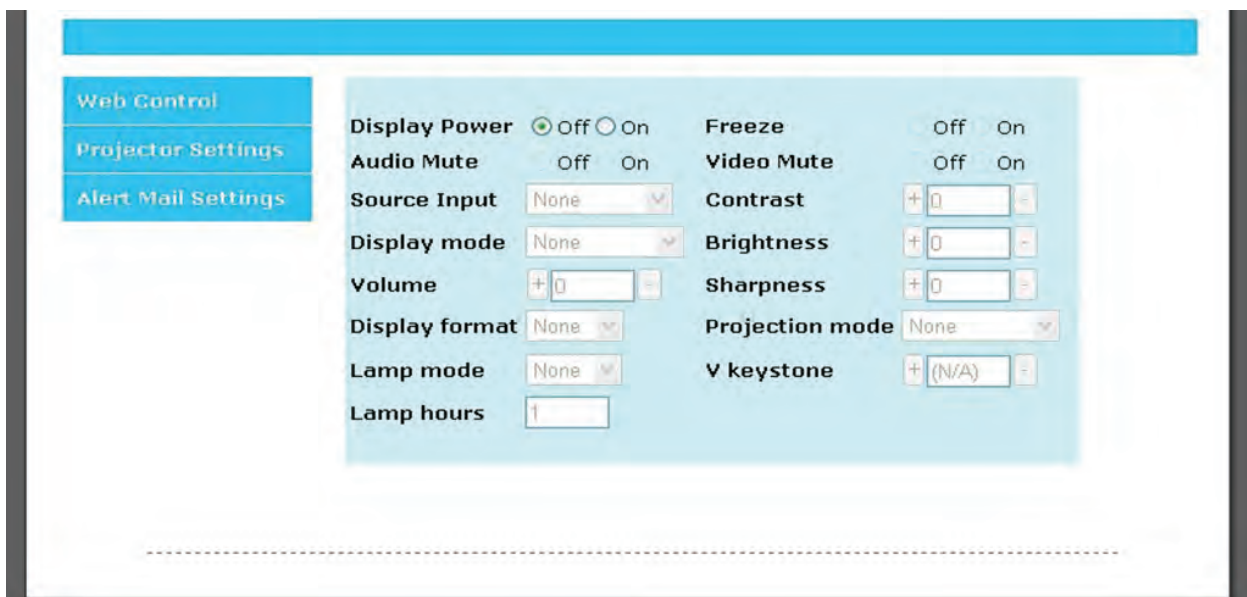 Web Control
Projector Settings
Alert Mail Settings
Display Power Off On Freeze Off On
Audio Mute Off On Video Mute Off On
Source Input None Contrast + 0 -
Display mode None Brightness + 0 -
Volume + 0 - Sharpness + 0 -
Display format None Projection mode None
Lamp mode None V keystone + (N/A) -
Lamp hours 1